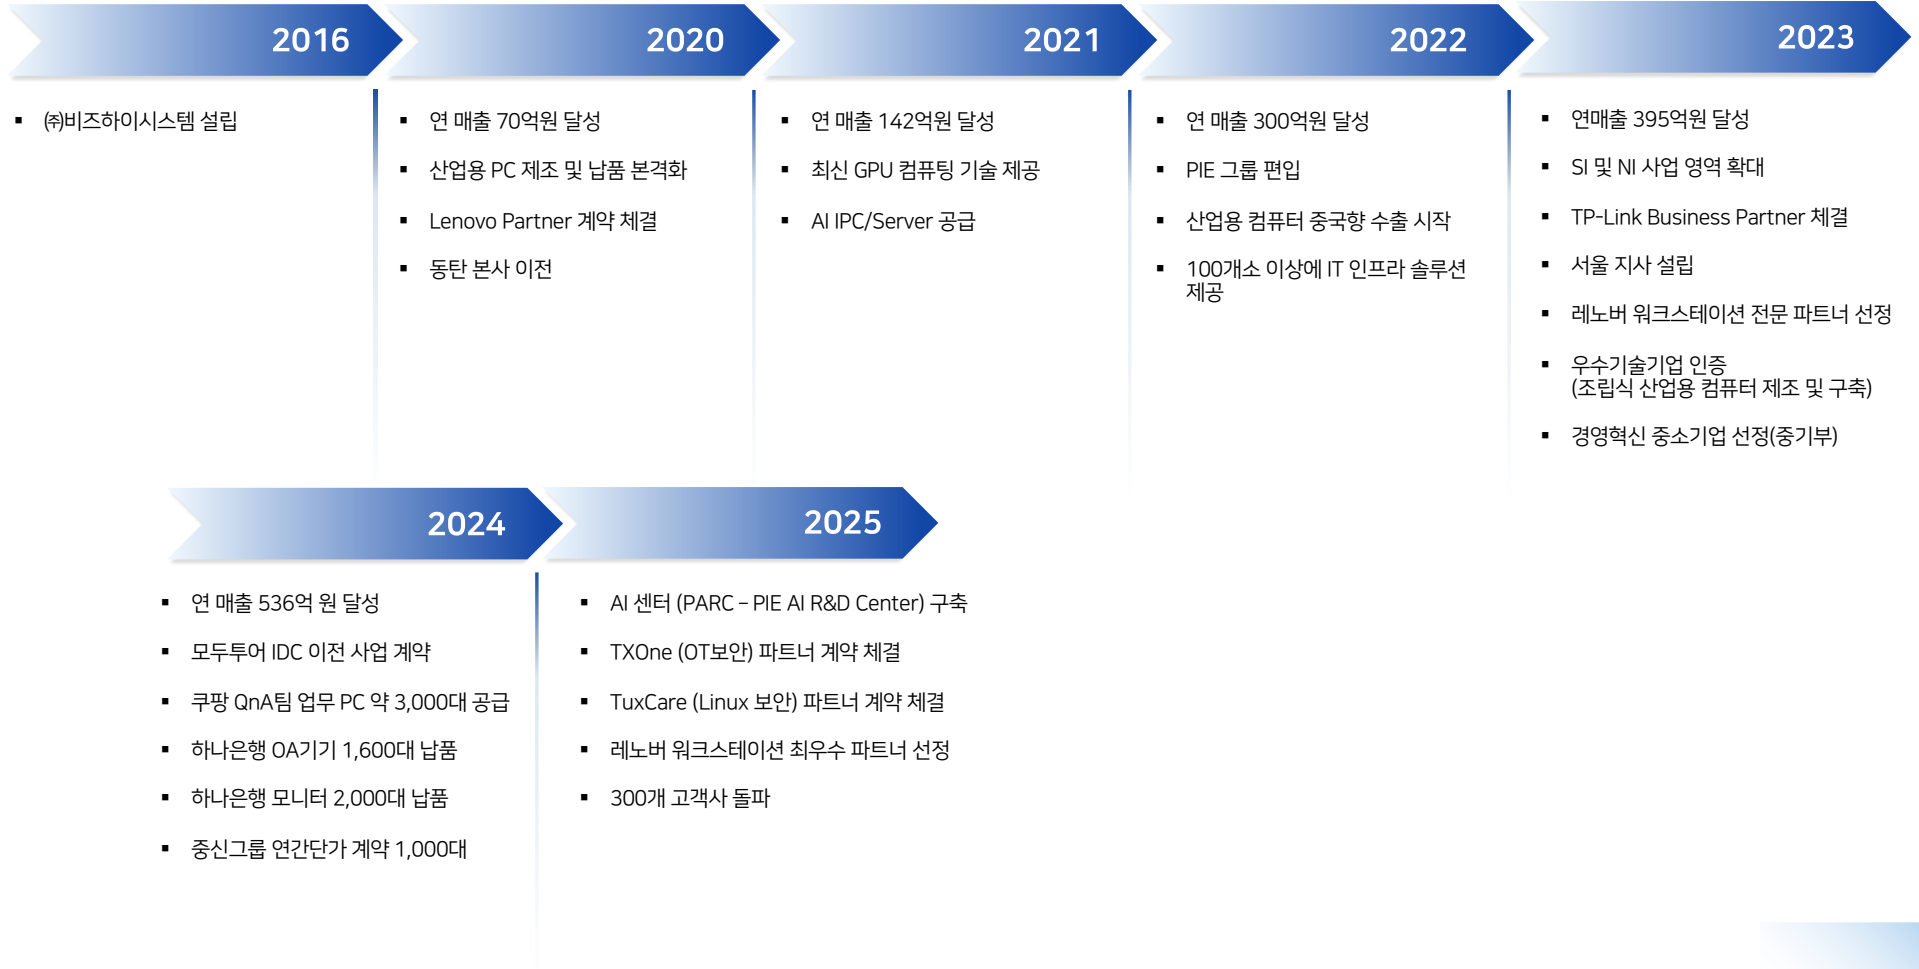 2016
㈜비즈하이시스템 설립
2020
연 매출 70억원 달성
산업용 PC 제조 및 납품 본격화
Lenovo Partner 계약 체결
동탄 본사 이전
2021
연 매출 142억원 달성
최신 GPU 컴퓨팅 기술 제공
AI IPC/Server 공급
2022
연 매출 300억원 달성
PIE 그룹 편입
산업용 컴퓨터 중국향 수출 시작
100개소 이상에 IT 인프라 솔루션
제공
2023
연매출 395억원 달성
SI 및 NI 사업 영역 확대
TP-Link Business Partner 체결
서울 지사 설립
레노버 워크스테이션 전문 파트너 선정
우수기술기업 인증
(조립식 산업용 컴퓨터 제조 및 구축)
경영혁신 중소기업 선정(중기부)
2024
연 매출 536억 원 달성
모두투어 IDC 이전 사업 계약
쿠팡 QnA팀 업무 PC 약 3,000대 공급
하나은행 OA기기 1,600대 납품
하나은행 모니터 2,000대 납품
중신그룹 연간단가 계약 1,000대
2025
AI 센터 (PARC – PIE AI R&D Center) 구축
TXOne (OT보안) 파트너 계약 체결
TuxCare (Linux 보안) 파트너 계약 체결
레노버 워크스테이션 최우수 파트너 선정
300개 고객사 돌파